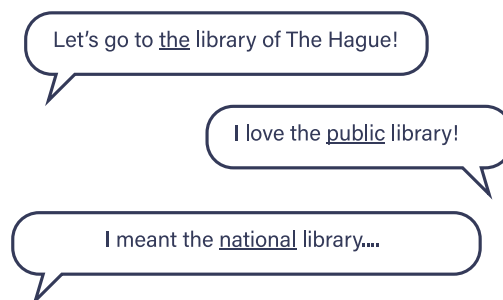 Let's go to the library of The Hague!
I love the public library!
I meant the national library....